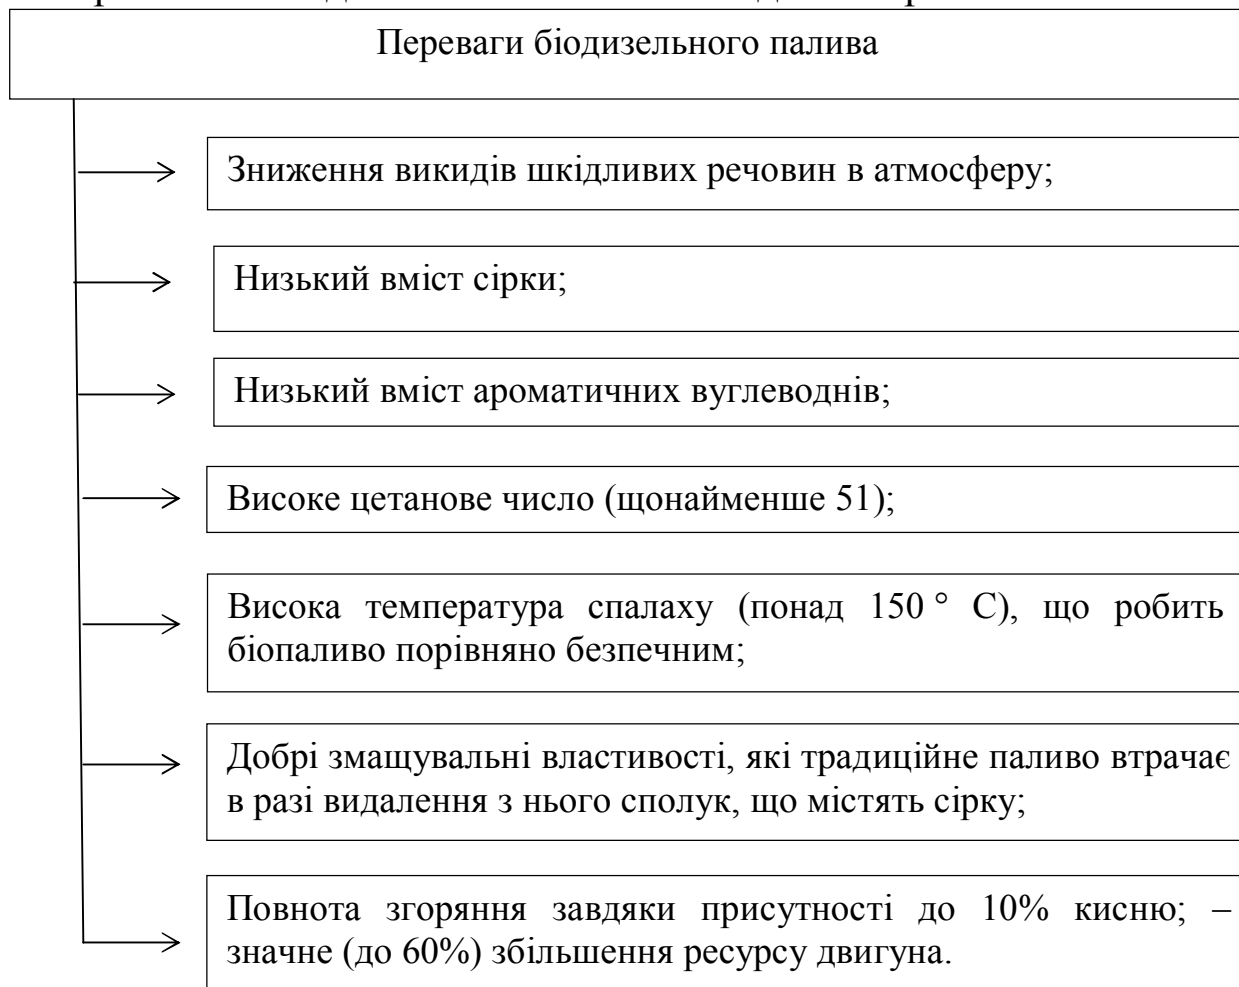 Переваги біодизельного палива
Зниження викидів шкідливих речовин в атмосферу;
Низький вміст сірки;
Низький вміст ароматичних вуглеводнів;
Високе цетанове число (щонайменше 51);
Висока температура спалаху (понад 150 ° С), що робить
біопаливо порівняно безпечним;
Добрі змащувальні властивості, які традиційне паливо втрачає
в разі видалення з нього сполук, що містять сірку;
Повнота згоряння завдяки присутності до 10% кисню; –
значне (до 60%) збільшення ресурсу двигуна.